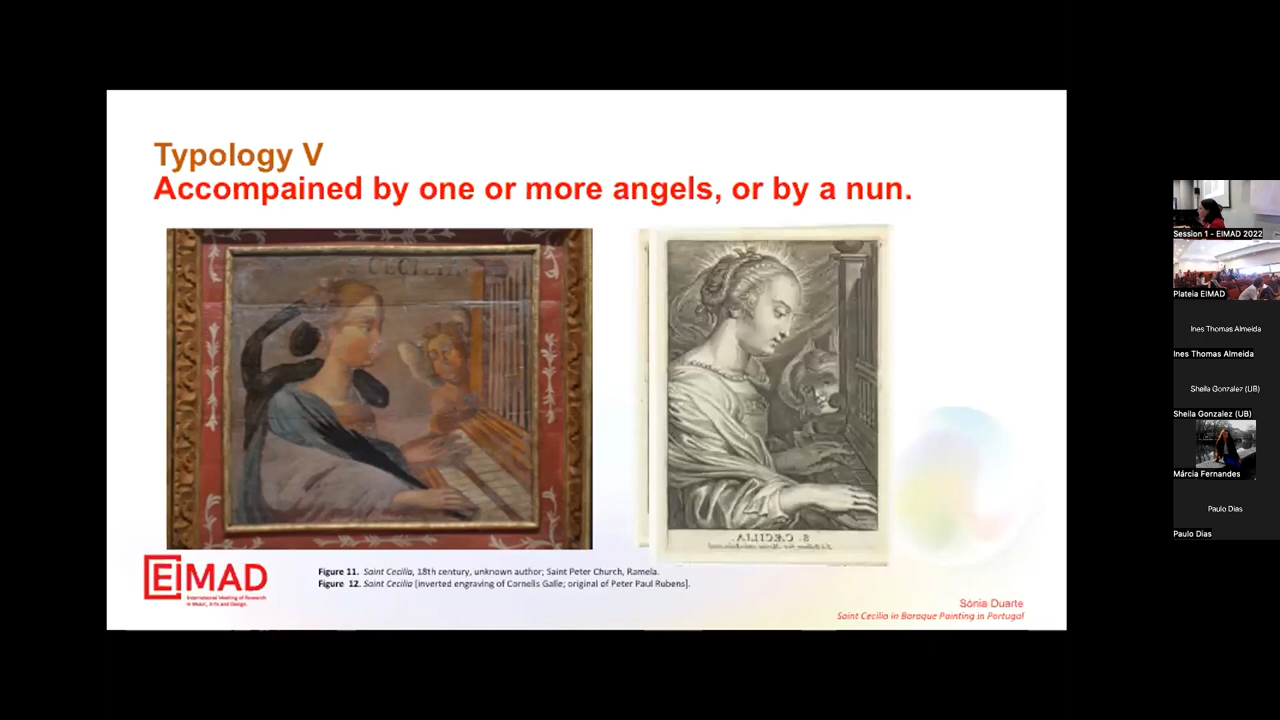 Typology V
Accompained by one or more angels, or by a nun.
S CECILIA
S. CÆCILIA.
EIMAD
International Meeting of Research
in Music, Arts and Design.
Figure 11. Saint Cecilia, 18th century, unknown author; Saint Peter Church, Ramela.
Figure 12. Saint Cecilia [inverted engraving of Cornelis Galle; original of Peter Paul Rubens].
Sónia Duarte
Saint Cecilia in Baroque Painting in Portugal
Session 1 - EIMAD 2022
Plateia EIMAD
Ines Thomas Almeida
Ines Thomas Almeida
Sheila Gonzalez (UB)
Sheila Gonzalez (UB)
Márcia Fernandes
Paulo Dias
Paulo Dias